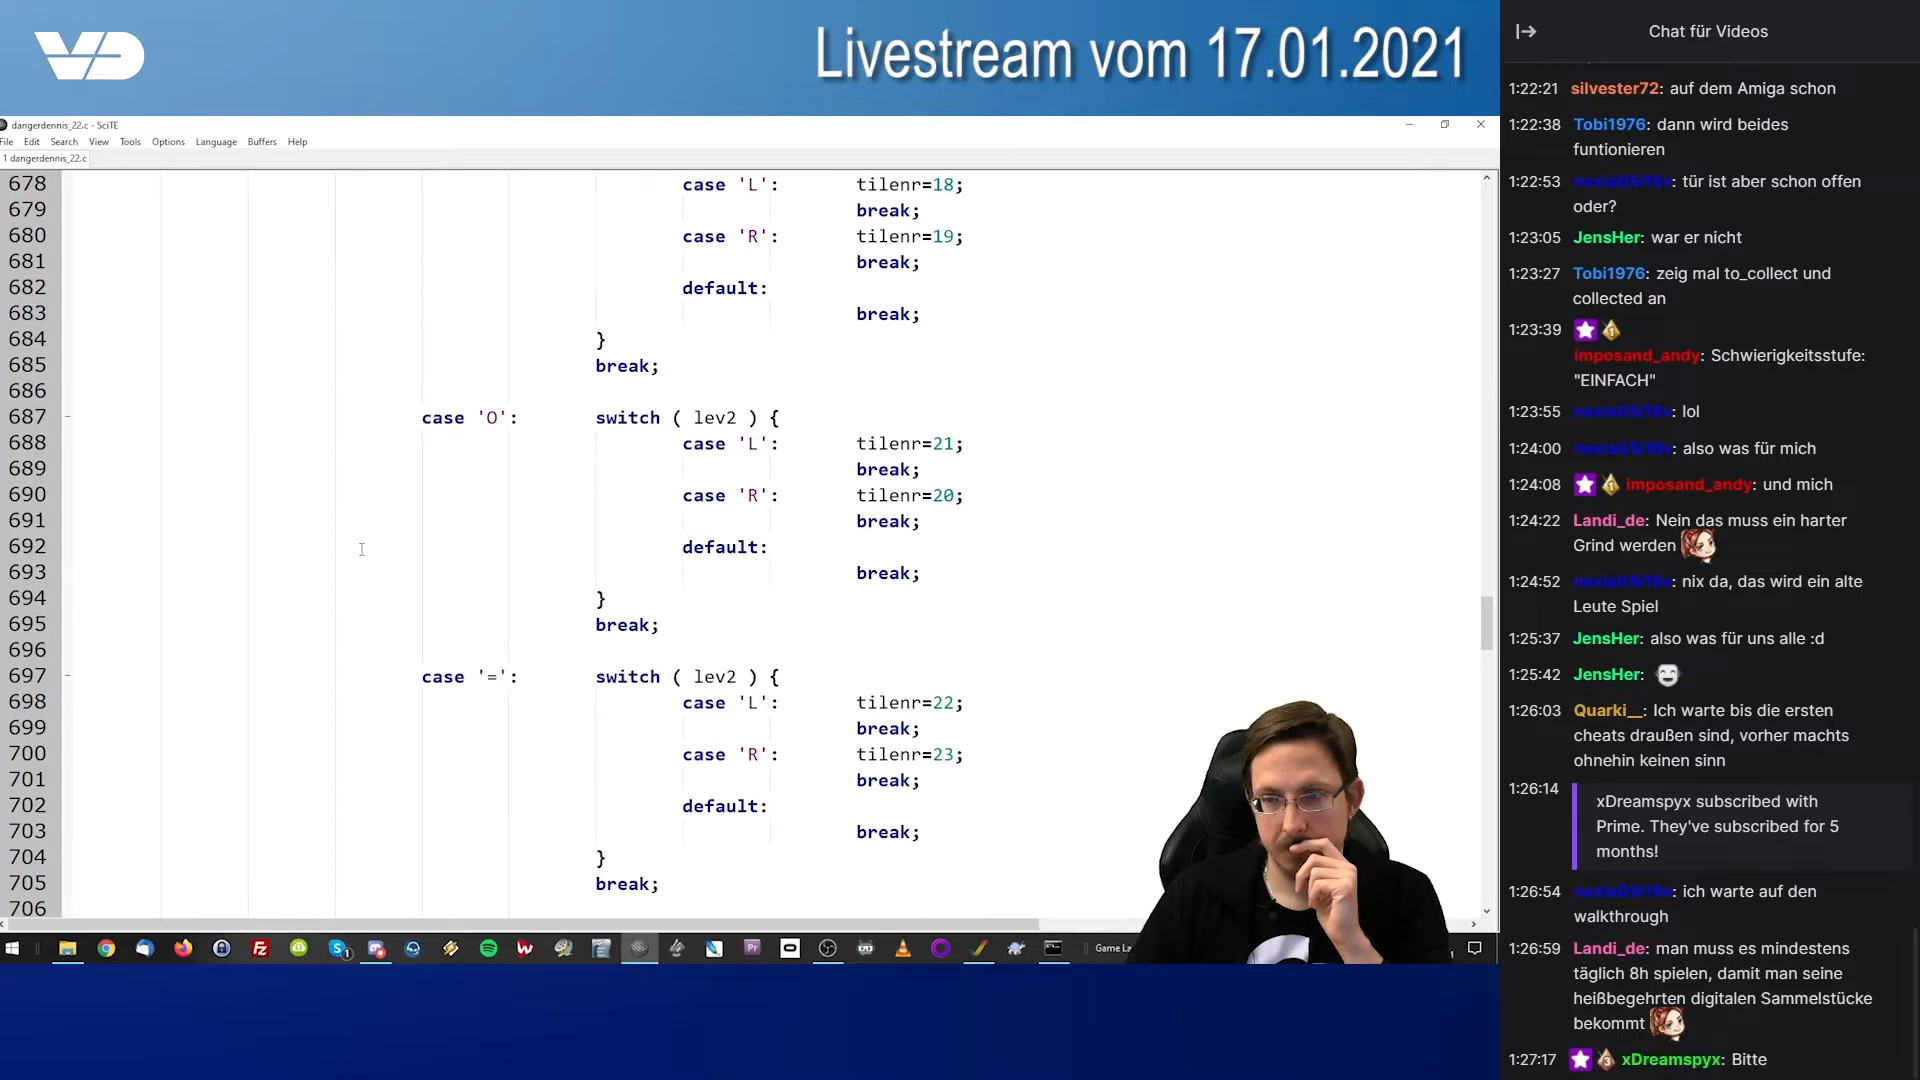 VD
Livestream vom 17.01.2021
Chat für Videos
dangerdennis_22.c - SciTE
File Edit Search View Tools Options Language Buffers Help
1 dangerdennis_22.c
678 case 'L': tilenr=18;
679 break;
680 case 'R': tilenr=19;
681 break;
682 default:
683 break;
684 }
685 break;
686
687 case 'O': switch ( lev2 ) {
688 case 'L': tilenr=21;
689 break;
690 case 'R': tilenr=20;
691 break;
692 default:
693 break;
694 }
695 break;
696
697 case '=': switch ( lev2 ) {
698 case 'L': tilenr=22;
699 break;
700 case 'R': tilenr=23;
701 break;
702 default:
703 break;
704 }
705 break;
706
Game La
1:22:21 silvester72: auf dem Amiga schon
1:22:38 Tobi1976: dann wird beides
funtionieren
1:22:53 : tür ist aber schon offen
oder?
1:23:05 JensHer: war er nicht
1:23:27 Tobi1976: zeig mal to_collect und
collected an
1:23:39
imposand_andy: Schwierigkeitsstufe:
"EINFACH"
1:23:55 : lol
1:24:00 : also was für mich
1:24:08 imposand_andy: und mich
1:24:22 Landi_de: Nein das muss ein harter
Grind werden
1:24:52 : nix da, das wird ein alte
Leute Spiel
1:25:37 JensHer: also was für uns alle :d
1:25:42 JensHer:
1:26:03 Quarki__: Ich warte bis die ersten
cheats draußen sind, vorher machts
ohnehin keinen sinn
1:26:14 xDreamspyx subscribed with
Prime. They've subscribed for 5
months!
1:26:54 : ich warte auf den
walkthrough
1:26:59 Landi_de: man muss es mindestens
täglich 8h spielen, damit man seine
heißbegehrten digitalen Sammelstücke
bekommt
1:27:17 xDreamspyx: Bitte